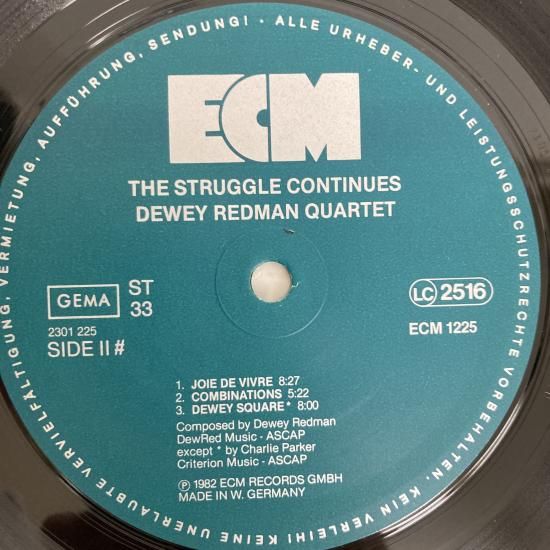 ALLE URHEBER- UND LEISTUNGSSCHUTZRECHTE VORBEHALTEN. KEIN VERLEIH! KEINE UNERLAUBTE VERVIELFÄLTIGUNG, VERMIETUNG, AUFFÜHRUNG, SENDUNG! ·
ECM
THE STRUGGLE CONTINUES
DEWEY REDMAN QUARTET
GEMA
ST
33
LC 2516
2301 225
SIDE II #
ECM 1225
1. JOIE DE VIVRE 8:27
2. COMBINATIONS 5:22
3. DEWEY SQUARE * 8:00
Composed by Dewey Redman
DewRed Music - ASCAP
except * by Charlie Parker
Criterion Music - ASCAP
℗ 1982 ECM RECORDS GMBH
MADE IN W. GERMANY